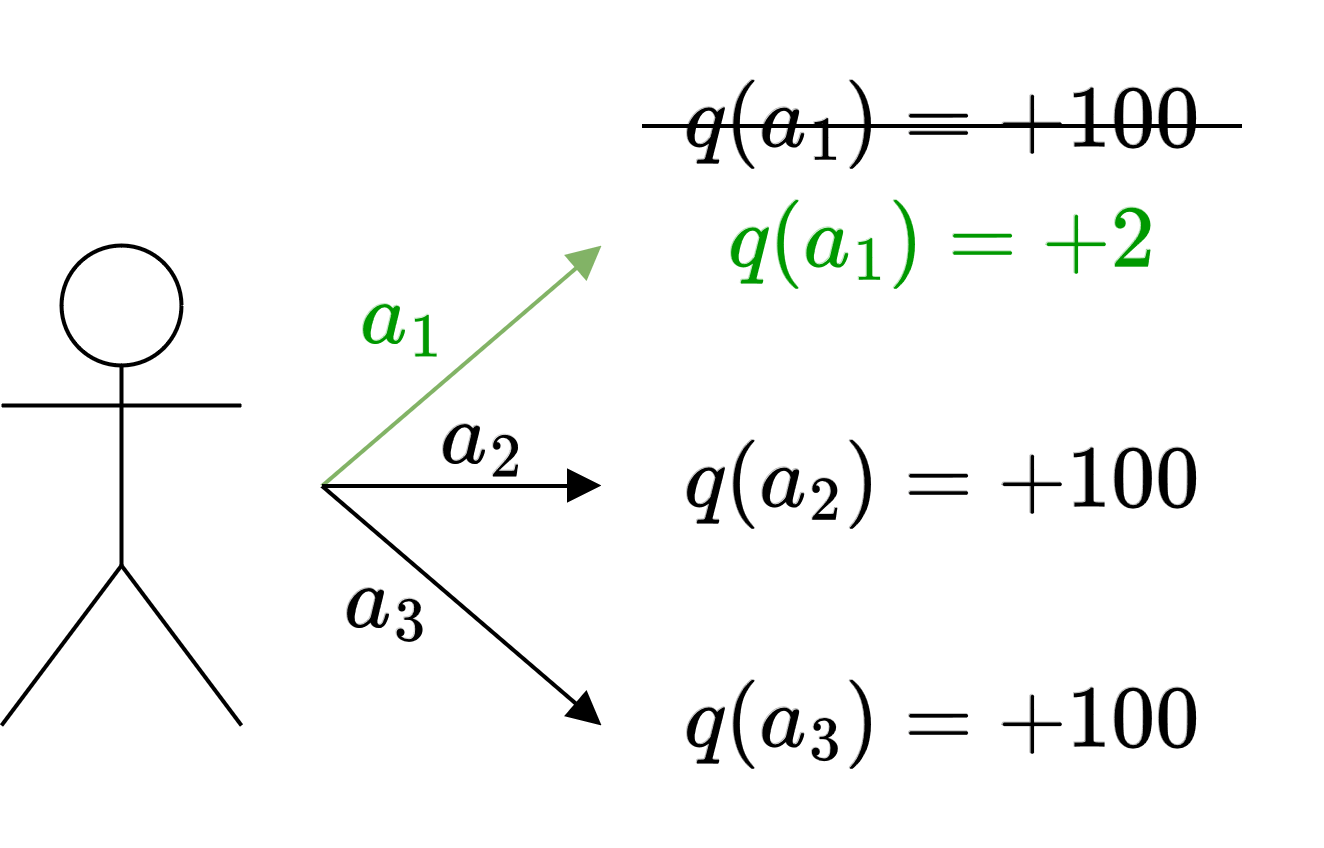 q(a₁) = +100
q(a₁) = +2
a₁
a₂
q(a₂) = +100
a₃
q(a₃) = +100